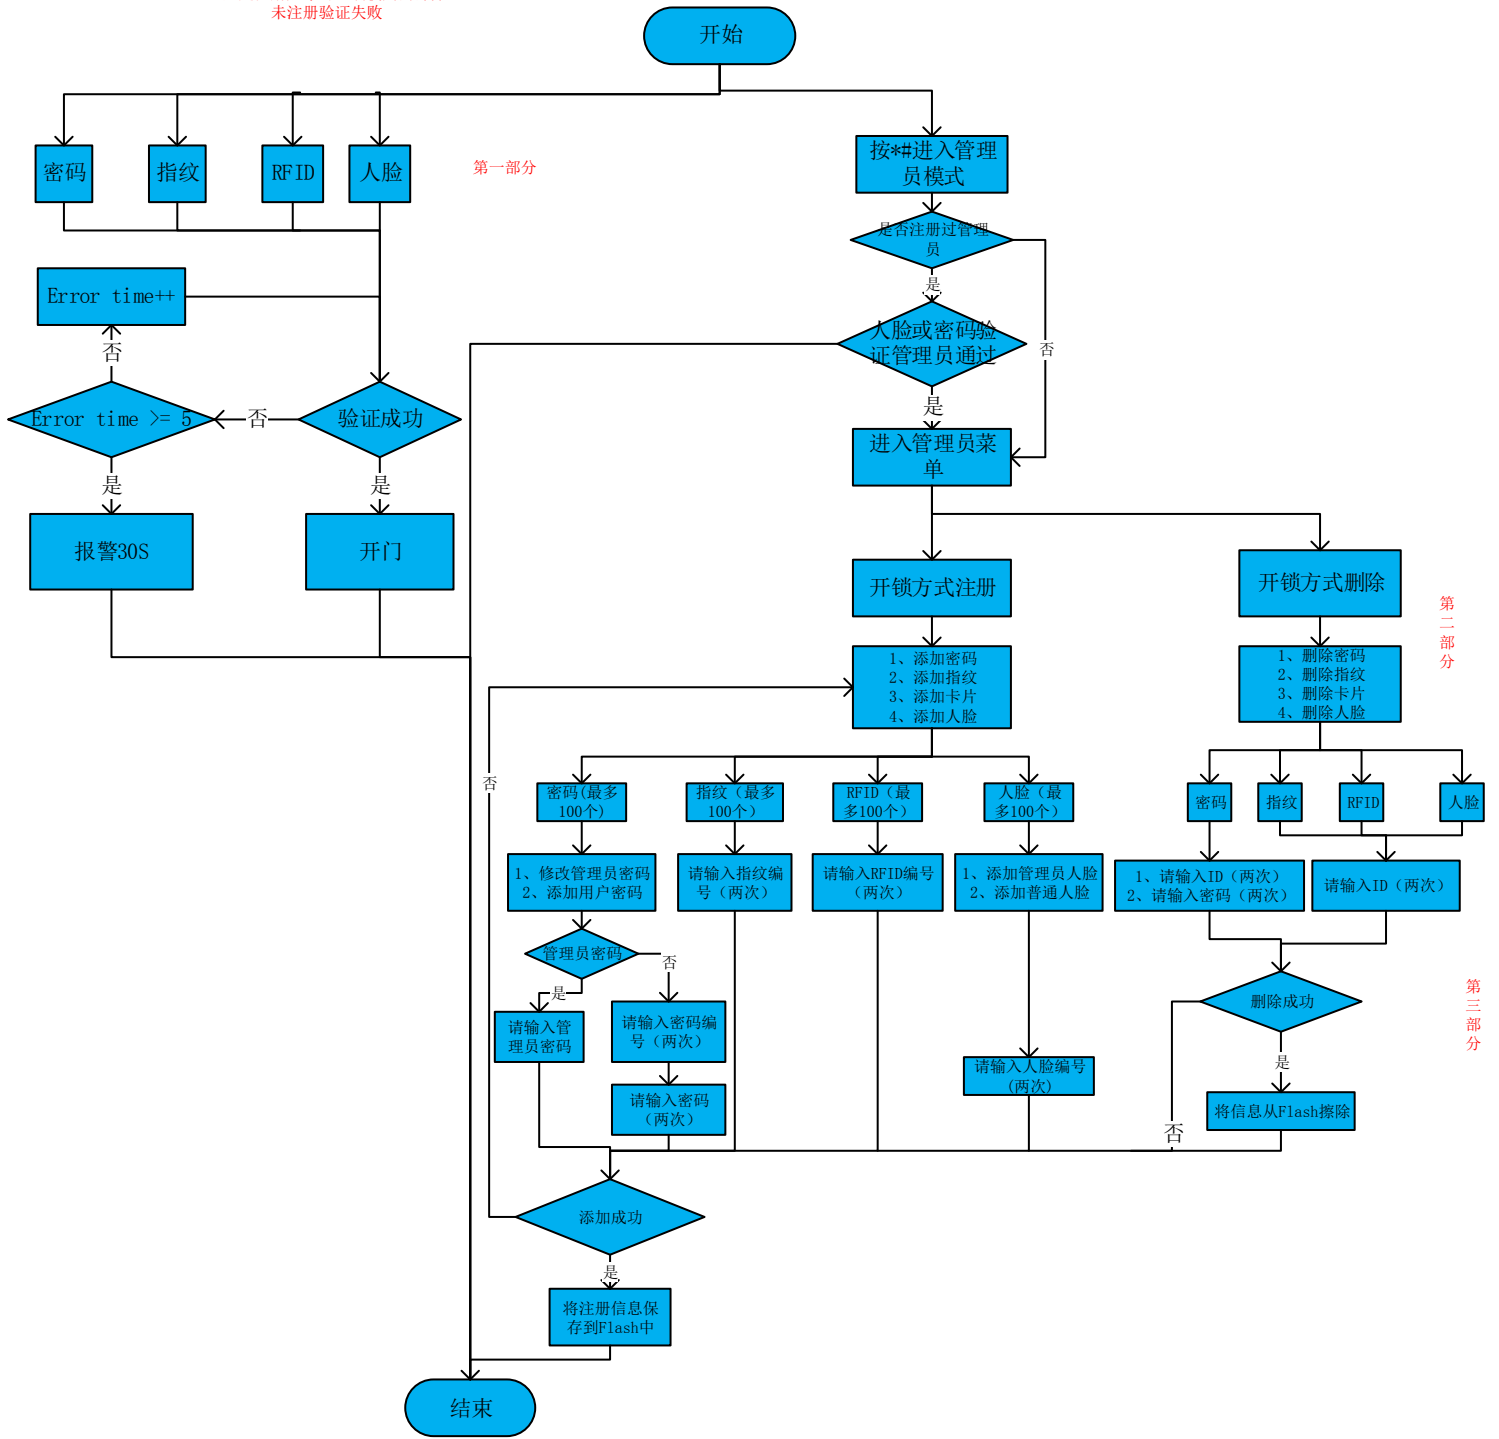 未注册验证失败
开始
密码
指纹
RFID
人脸
第一部分
按*#进入管理
员模式
是否注册过管理
员
是
否
Error time++
否
人脸或密码验
证管理员通过
是
Error time >= 5
否
验证成功
进入管理员菜
单
是
是
报警30S
开门
开锁方式注册
开锁方式删除
第
二
部
分
1、添加密码
2、添加指纹
3、添加卡片
4、添加人脸
1、删除密码
2、删除指纹
3、删除卡片
4、删除人脸
否
密码(最多
100个)
指纹（最多
100个）
RFID（最
多100个）
人脸（最
多100个）
密码
指纹
RFID
人脸
1、修改管理员密码
2、添加用户密码
请输入指纹编
号（两次）
请输入RFID编号
（两次）
1、添加管理员人脸
2、添加普通人脸
1、请输入ID（两次）
2、请输入密码（两次）
请输入ID（两次）
管理员密码
否
是
请输入管
理员密码
请输入密码编
号（两次）
删除成功
第
三
部
分
是
请输入人脸编号
(两次)
请输入密码
（两次）
将信息从Flash擦除
否
添加成功
是
将注册信息保
存到Flash中
结束